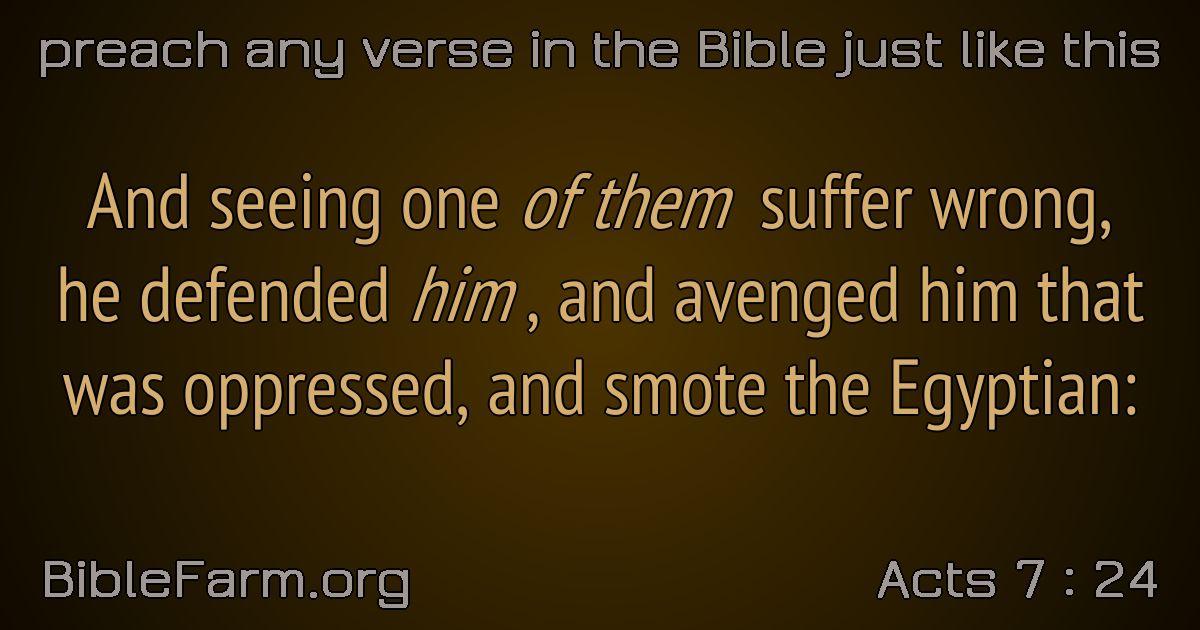 preach any verse in the Bible just like this
And seeing one of them suffer wrong,
he defended him , and avenged him that
was oppressed, and smote the Egyptian:
BibleFarm.org
Acts 7 : 24